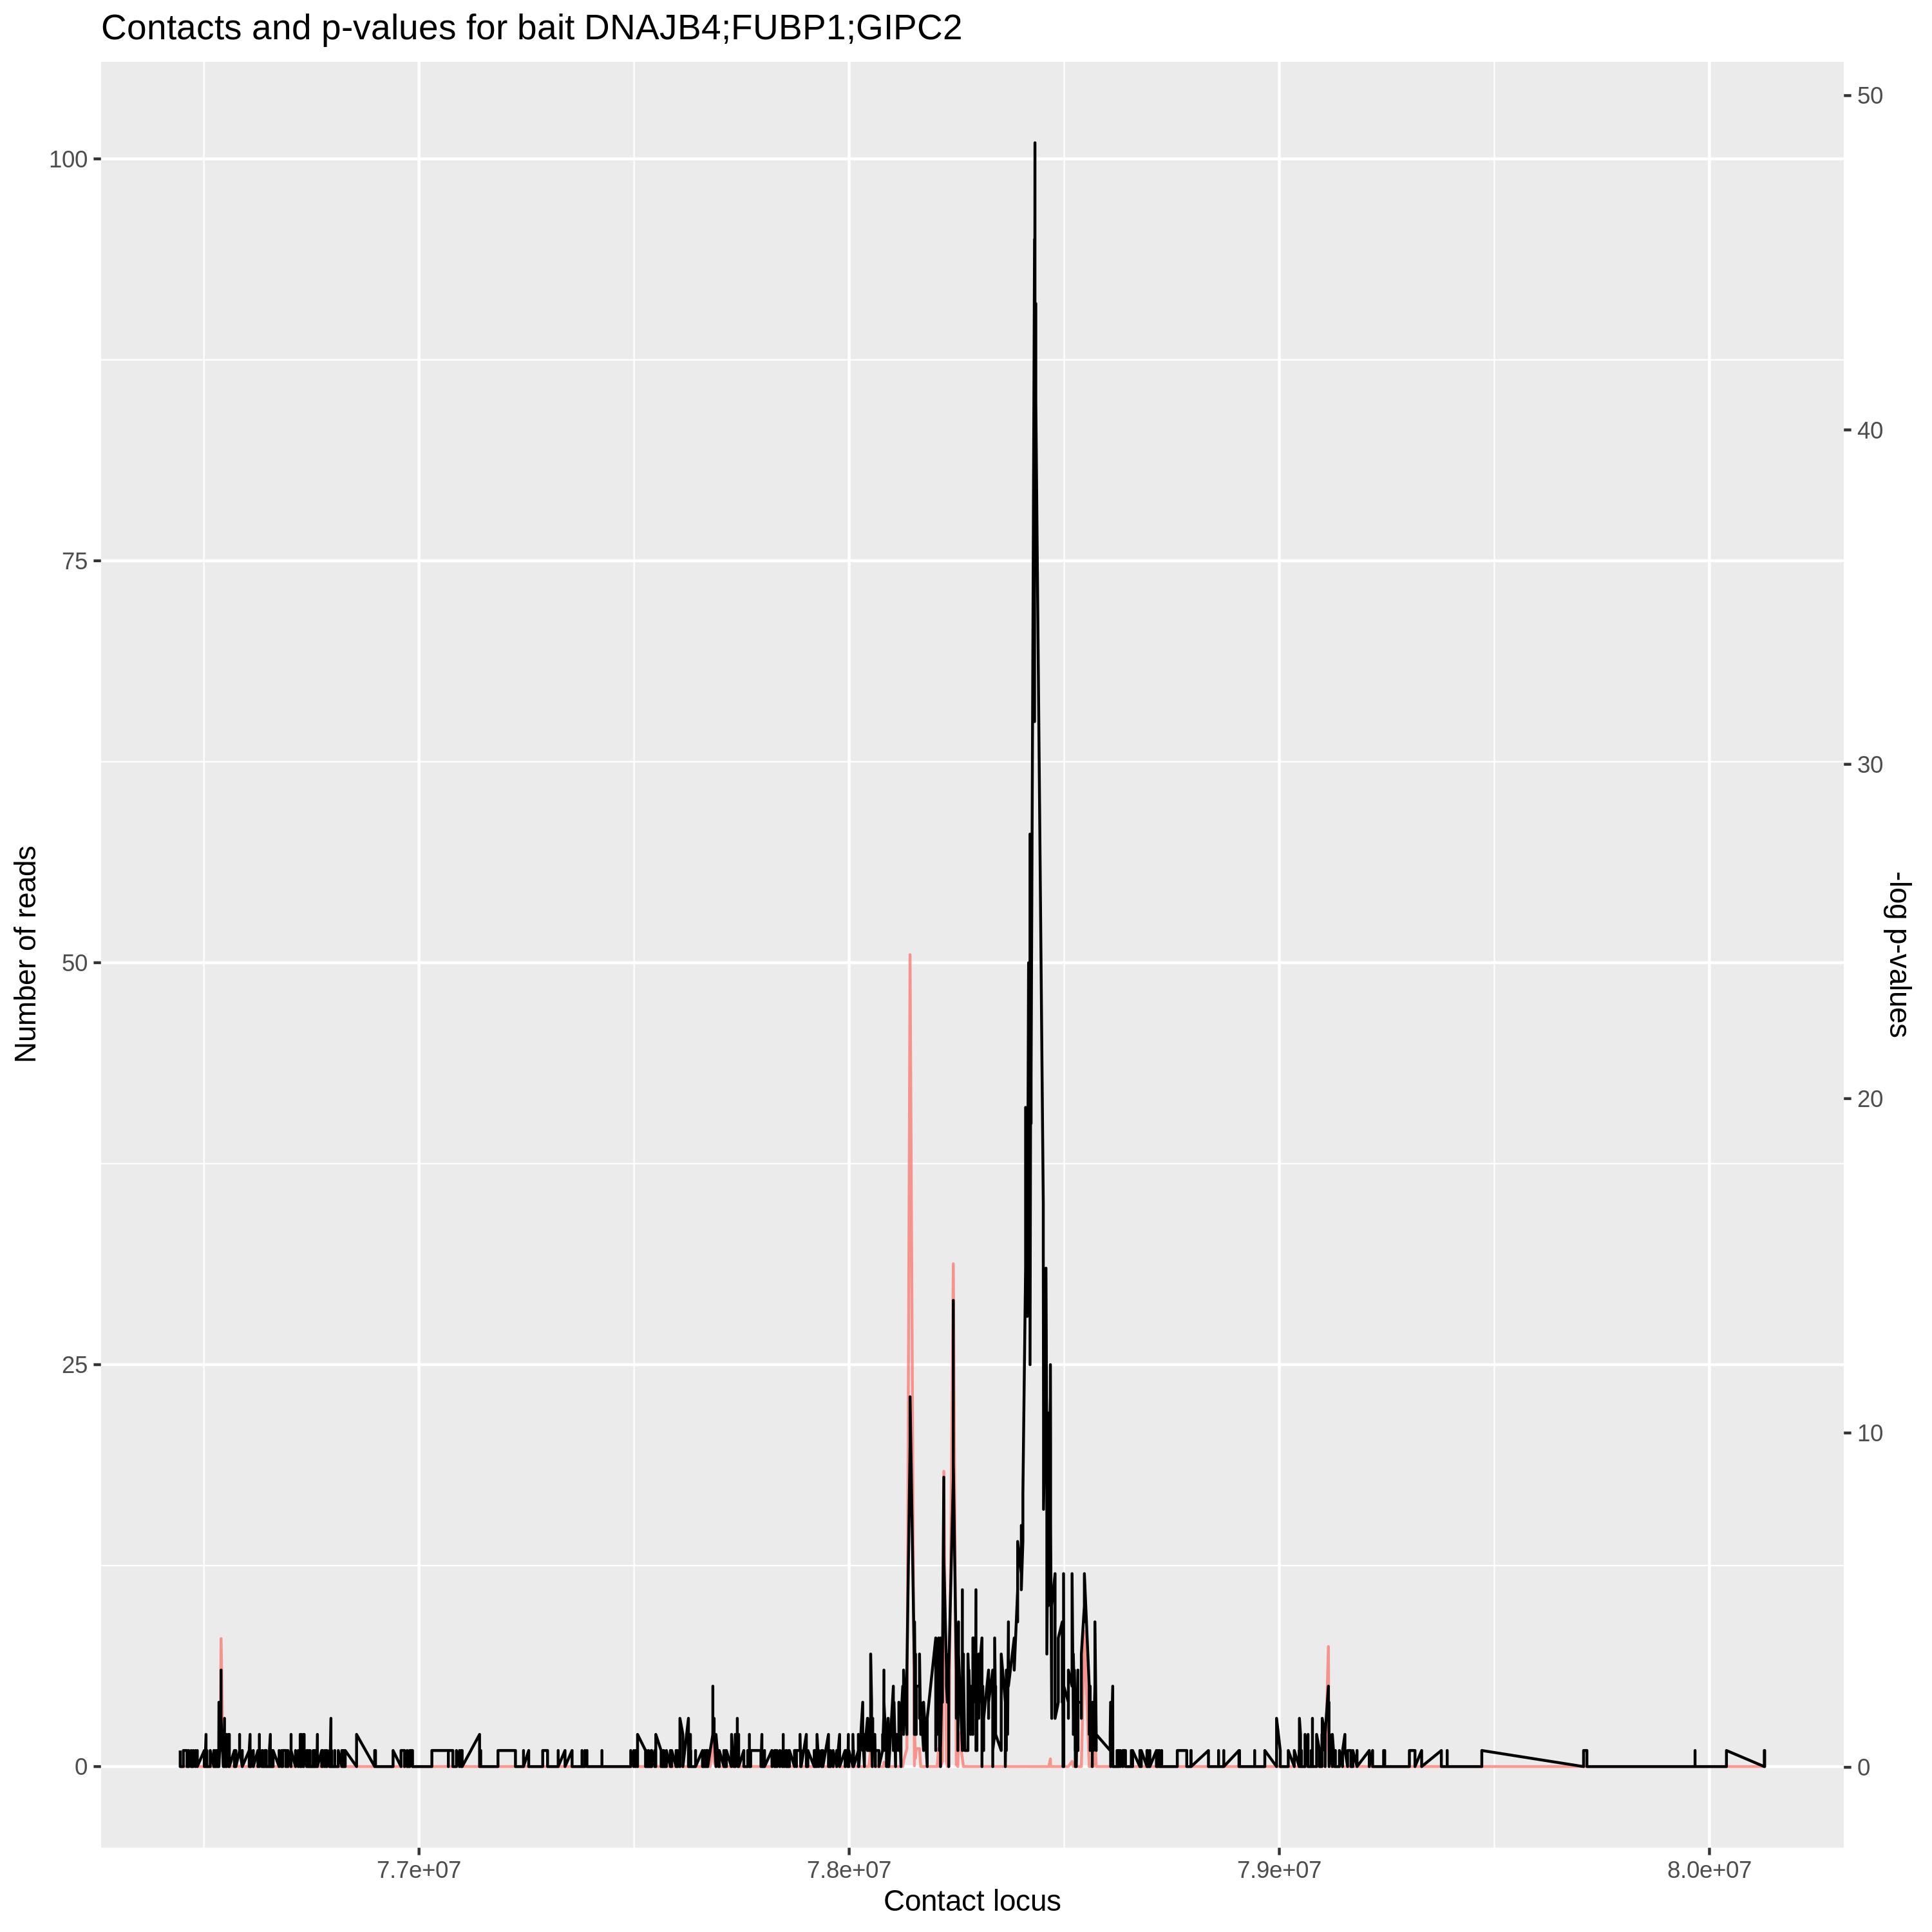 Contacts and p-values for bait DNAJB4;FUBP1;GIPC2
100
75
50
25
0
Number of reads
50
40
30
20
10
0
-log p-values
7.7e+07
7.8e+07
7.9e+07
8.0e+07
Contact locus